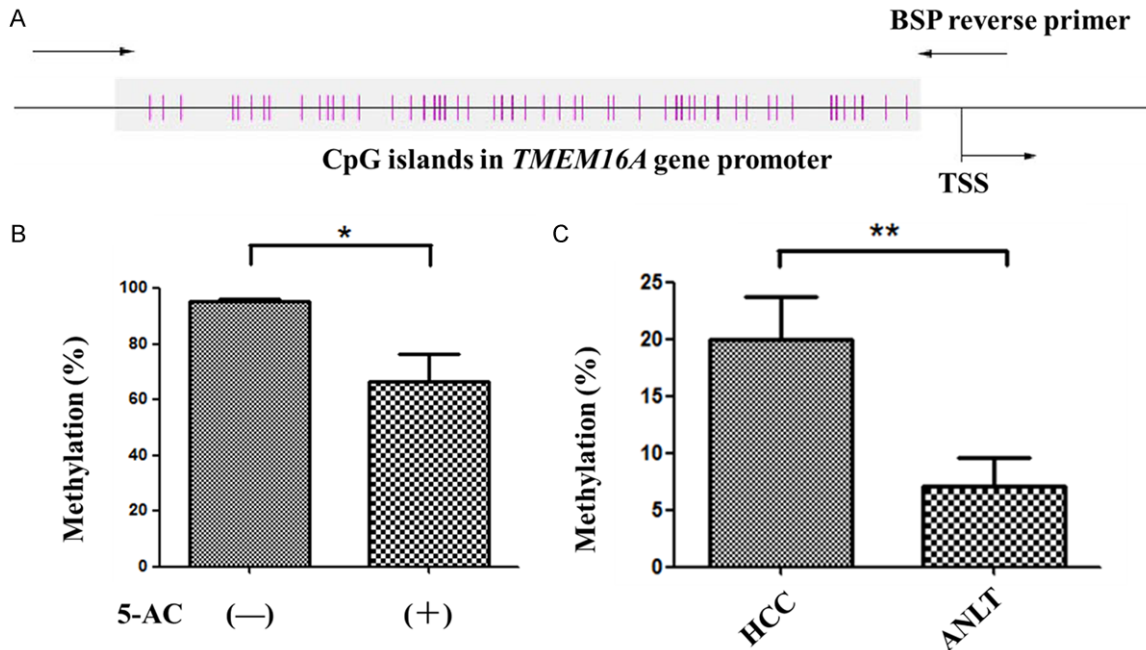 A
BSP reverse primer
CpG islands in TMEM16A gene promoter
TSS
B
*
Methylation (%)
100
80
60
40
20
0
5-AC (—) (+)
C
**
Methylation (%)
25
20
15
10
5
0
HCC
ANLT